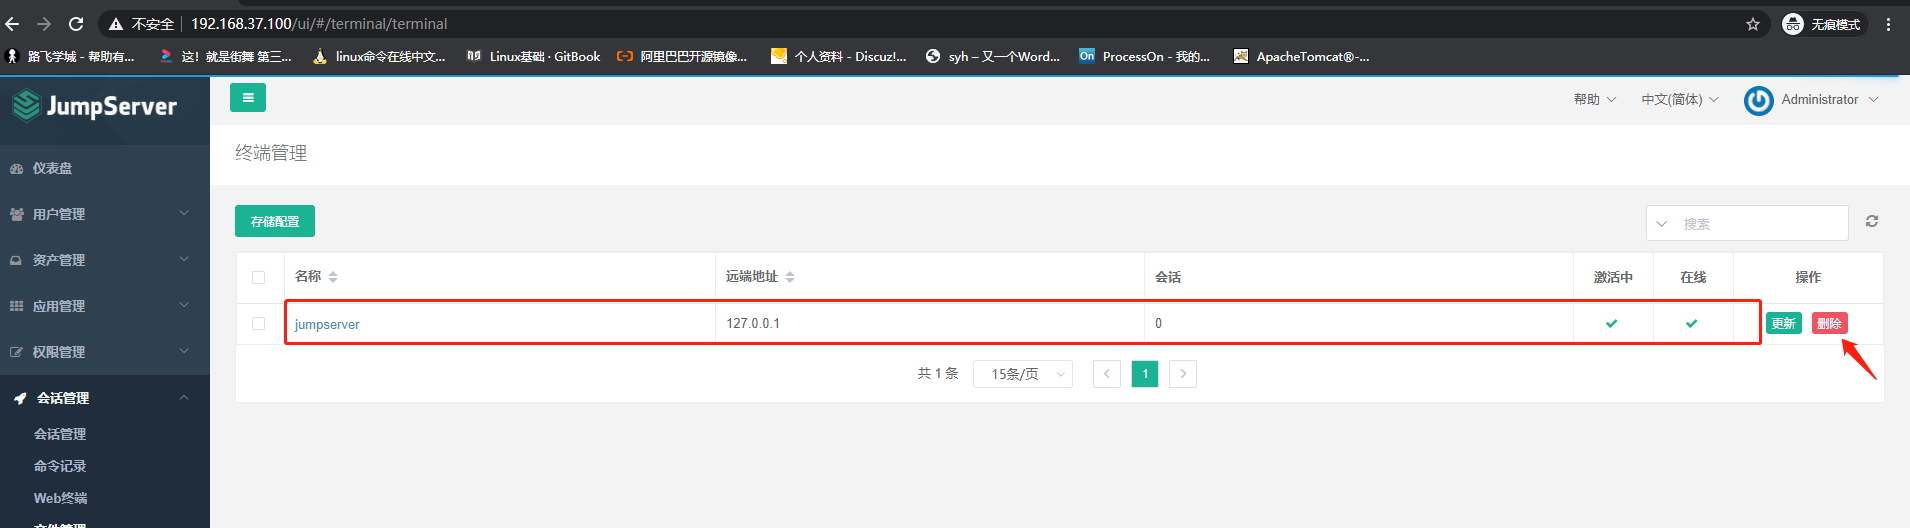 不安全 192.168.37.100/ui/#/terminal/terminal 无痕模式
路飞学城 - 帮助有... 这！就是街舞 第三... linux命令在线中文... Linux基础 · GitBook 阿里巴巴开源镜像... 个人资料 - Discuz!... syh – 又一个Word... On ProcessOn - 我的... ApacheTomcat®-...
JumpServer 帮助 中文(简体) Administrator
终端管理
仪表盘
用户管理
资产管理
应用管理
权限管理
会话管理
会话管理
命令记录
Web终端
文件管理
存储配置 搜索
名称 远端地址 会话 激活中 在线 操作
jumpserver 127.0.0.1 0 更新 删除
共 1 条 15条/页 1